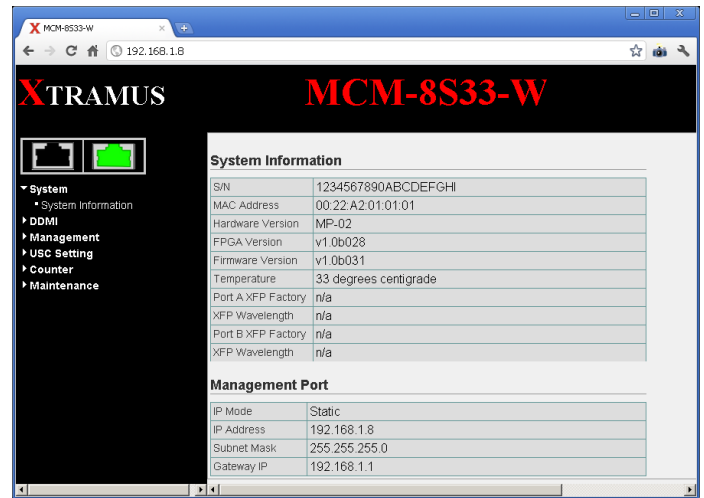 MCM-8S33-W
192.168.1.8
XTRAMUS
MCM-8S33-W
System
System Information
DDMI
Management
USC Setting
Counter
Maintenance
System Information
S/N 1234567890ABCDEFGHI
MAC Address 00:22:A2:01:01:01
Hardware Version MP-02
FPGA Version v1.0b028
Firmware Version v1.0b031
Temperature 33 degrees centigrade
Port A XFP Factory n/a
XFP Wavelength n/a
Port B XFP Factory n/a
XFP Wavelength n/a
Management Port
IP Mode Static
IP Address 192.168.1.8
Subnet Mask 255.255.255.0
Gateway IP 192.168.1.1